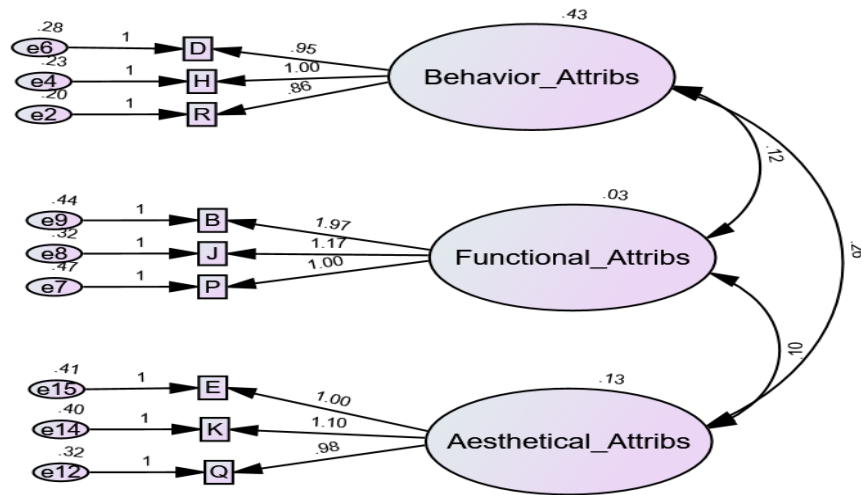 .43
.28
e6 1 D .95
.23
e4 1 H 1.00
.20
e2 1 R .86
Behavior_Attribs
.12
.03
.44
e9 1 B 1.97
.32
e8 1 J 1.17
.47
e7 1 P 1.00
Functional_Attribs
.10
.13
.41
e15 1 E 1.00
.40
e14 1 K 1.10
.32
e12 1 Q .98
Aesthetical_Attribs